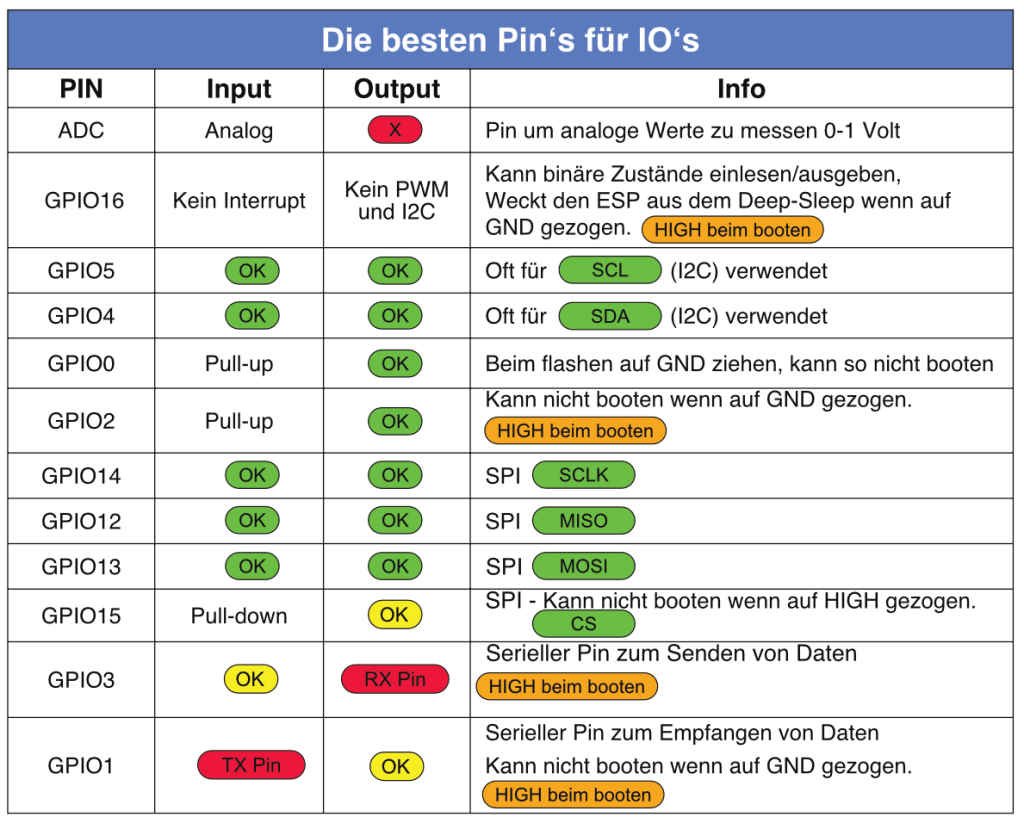 Die besten Pin‘s für IO‘s
PIN Input Output Info
ADC Analog X Pin um analoge Werte zu messen 0-1 Volt
GPIO16 Kein Interrupt Kein PWM und I2C Kann binäre Zustände einlesen/ausgeben,
Weckt den ESP aus dem Deep-Sleep wenn auf
GND gezogen. HIGH beim booten
GPIO5 OK OK Oft für SCL (I2C) verwendet
GPIO4 OK OK Oft für SDA (I2C) verwendet
GPIO0 Pull-up OK Beim flashen auf GND ziehen, kann so nicht booten
GPIO2 Pull-up OK Kann nicht booten wenn auf GND gezogen.
HIGH beim booten
GPIO14 OK OK SPI SCLK
GPIO12 OK OK SPI MISO
GPIO13 OK OK SPI MOSI
GPIO15 Pull-down OK SPI - Kann nicht booten wenn auf HIGH gezogen.
CS
GPIO3 OK RX Pin Serieller Pin zum Senden von Daten
HIGH beim booten
GPIO1 TX Pin OK Serieller Pin zum Empfangen von Daten
Kann nicht booten wenn auf GND gezogen.
HIGH beim booten